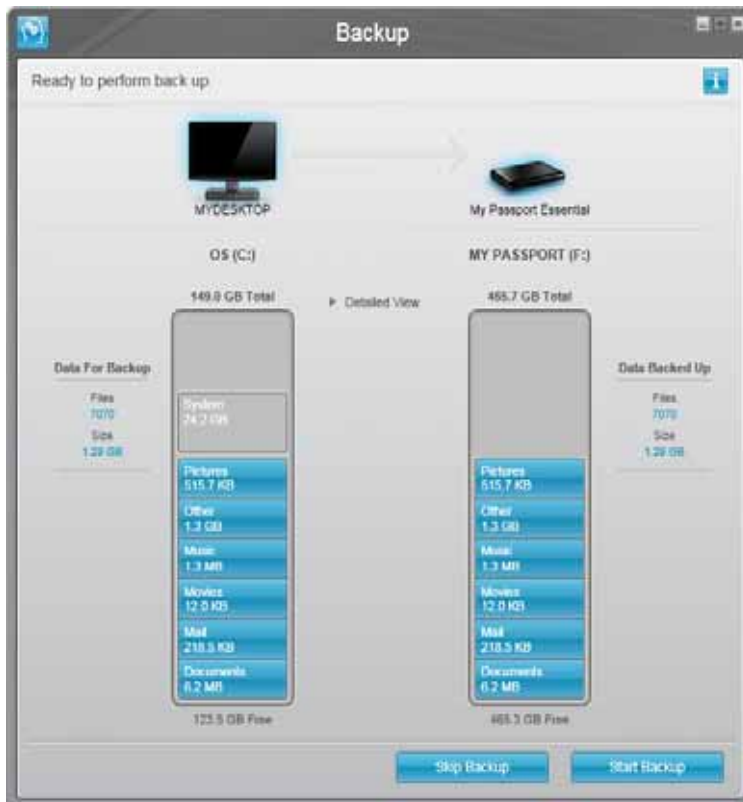 Backup
Ready to perform back up
MYDESKTOP
My Passport Essential
OS (C:)
MY PASSPORT (F:)
149.0 GB Total
Detailed View
465.7 GB Total
Data For Backup
Files
7070
Size
1.28 GB
System
24.2 GB
Pictures
515.7 KB
Other
1.3 GB
Music
1.3 MB
Movies
12.0 KB
Mail
218.5 KB
Documents
6.2 MB
123.5 GB Free
Pictures
515.7 KB
Other
1.3 GB
Music
1.3 MB
Movies
12.0 KB
Mail
218.5 KB
Documents
6.2 MB
465.3 GB Free
Data Backed Up
Files
7070
Size
1.28 GB
Skip Backup
Start Backup